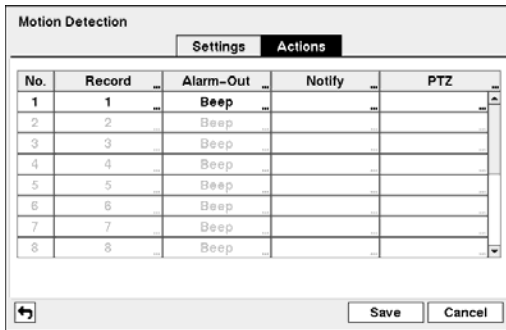 Motion Detection
Settings Actions
No. Record ... Alarm-Out ... Notify ... PTZ ...
1 1 ... Beep ... ... ...
2 2 ... Beep ... ... ...
3 3 ... Beep ... ... ...
4 4 ... Beep ... ... ...
5 5 ... Beep ... ... ...
6 6 ... Beep ... ... ...
7 7 ... Beep ... ... ...
8 8 ... Beep ... ... ...
Save Cancel